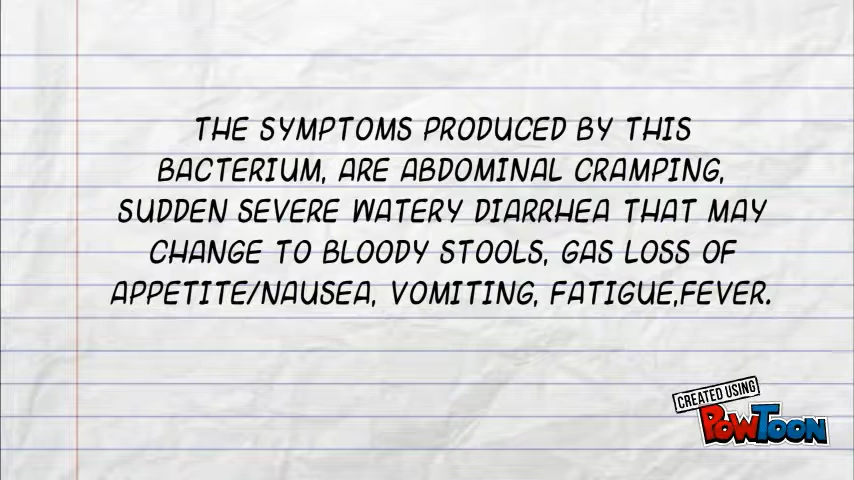 THE SYMPTOMS PRODUCED BY THIS
BACTERIUM, ARE ABDOMINAL CRAMPING,
SUDDEN SEVERE WATERY DIARRHEA THAT MAY
CHANGE TO BLOODY STOOLS, GAS LOSS OF
APPETITE/NAUSEA, VOMITING, FATIGUE,FEVER.
CREATED USING
POWTOON